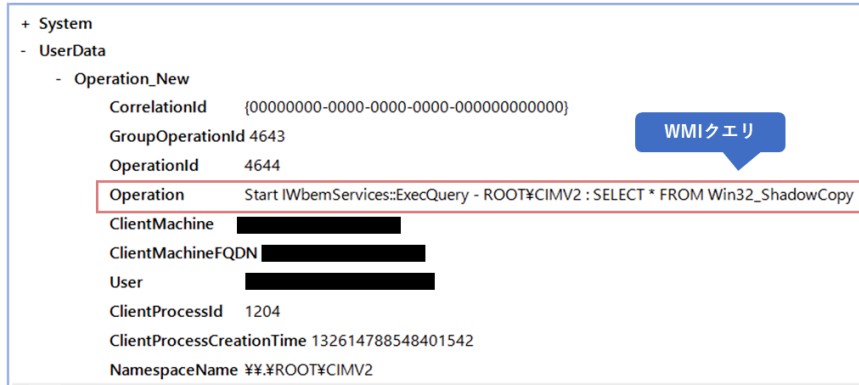 + System
- UserData
- Operation_New
CorrelationId {00000000-0000-0000-0000-000000000000}
GroupOperationId 4643
WMIクエリ
OperationId 4644
Operation Start IWbemServices::ExecQuery - ROOT¥CIMV2 : SELECT * FROM Win32_ShadowCopy
ClientMachine
ClientMachineFQDN
User
ClientProcessId 1204
ClientProcessCreationTime 132614788548401542
NamespaceName ¥¥.¥ROOT¥CIMV2